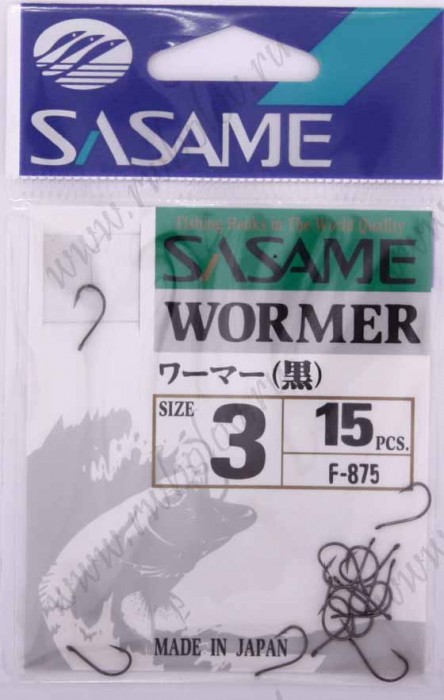 SASAME
Fishing Hooks in The World Quality
SASAME
WORMER
ワーマー(黒)
SIZE 3 15 PCS.
F-875
MADE IN JAPAN